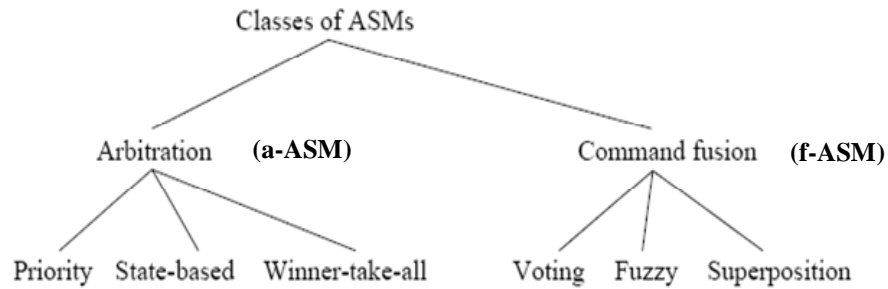 Classes of ASMs
Arbitration (a-ASM) Command fusion (f-ASM)
Priority State-based Winner-take-all Voting Fuzzy Superposition